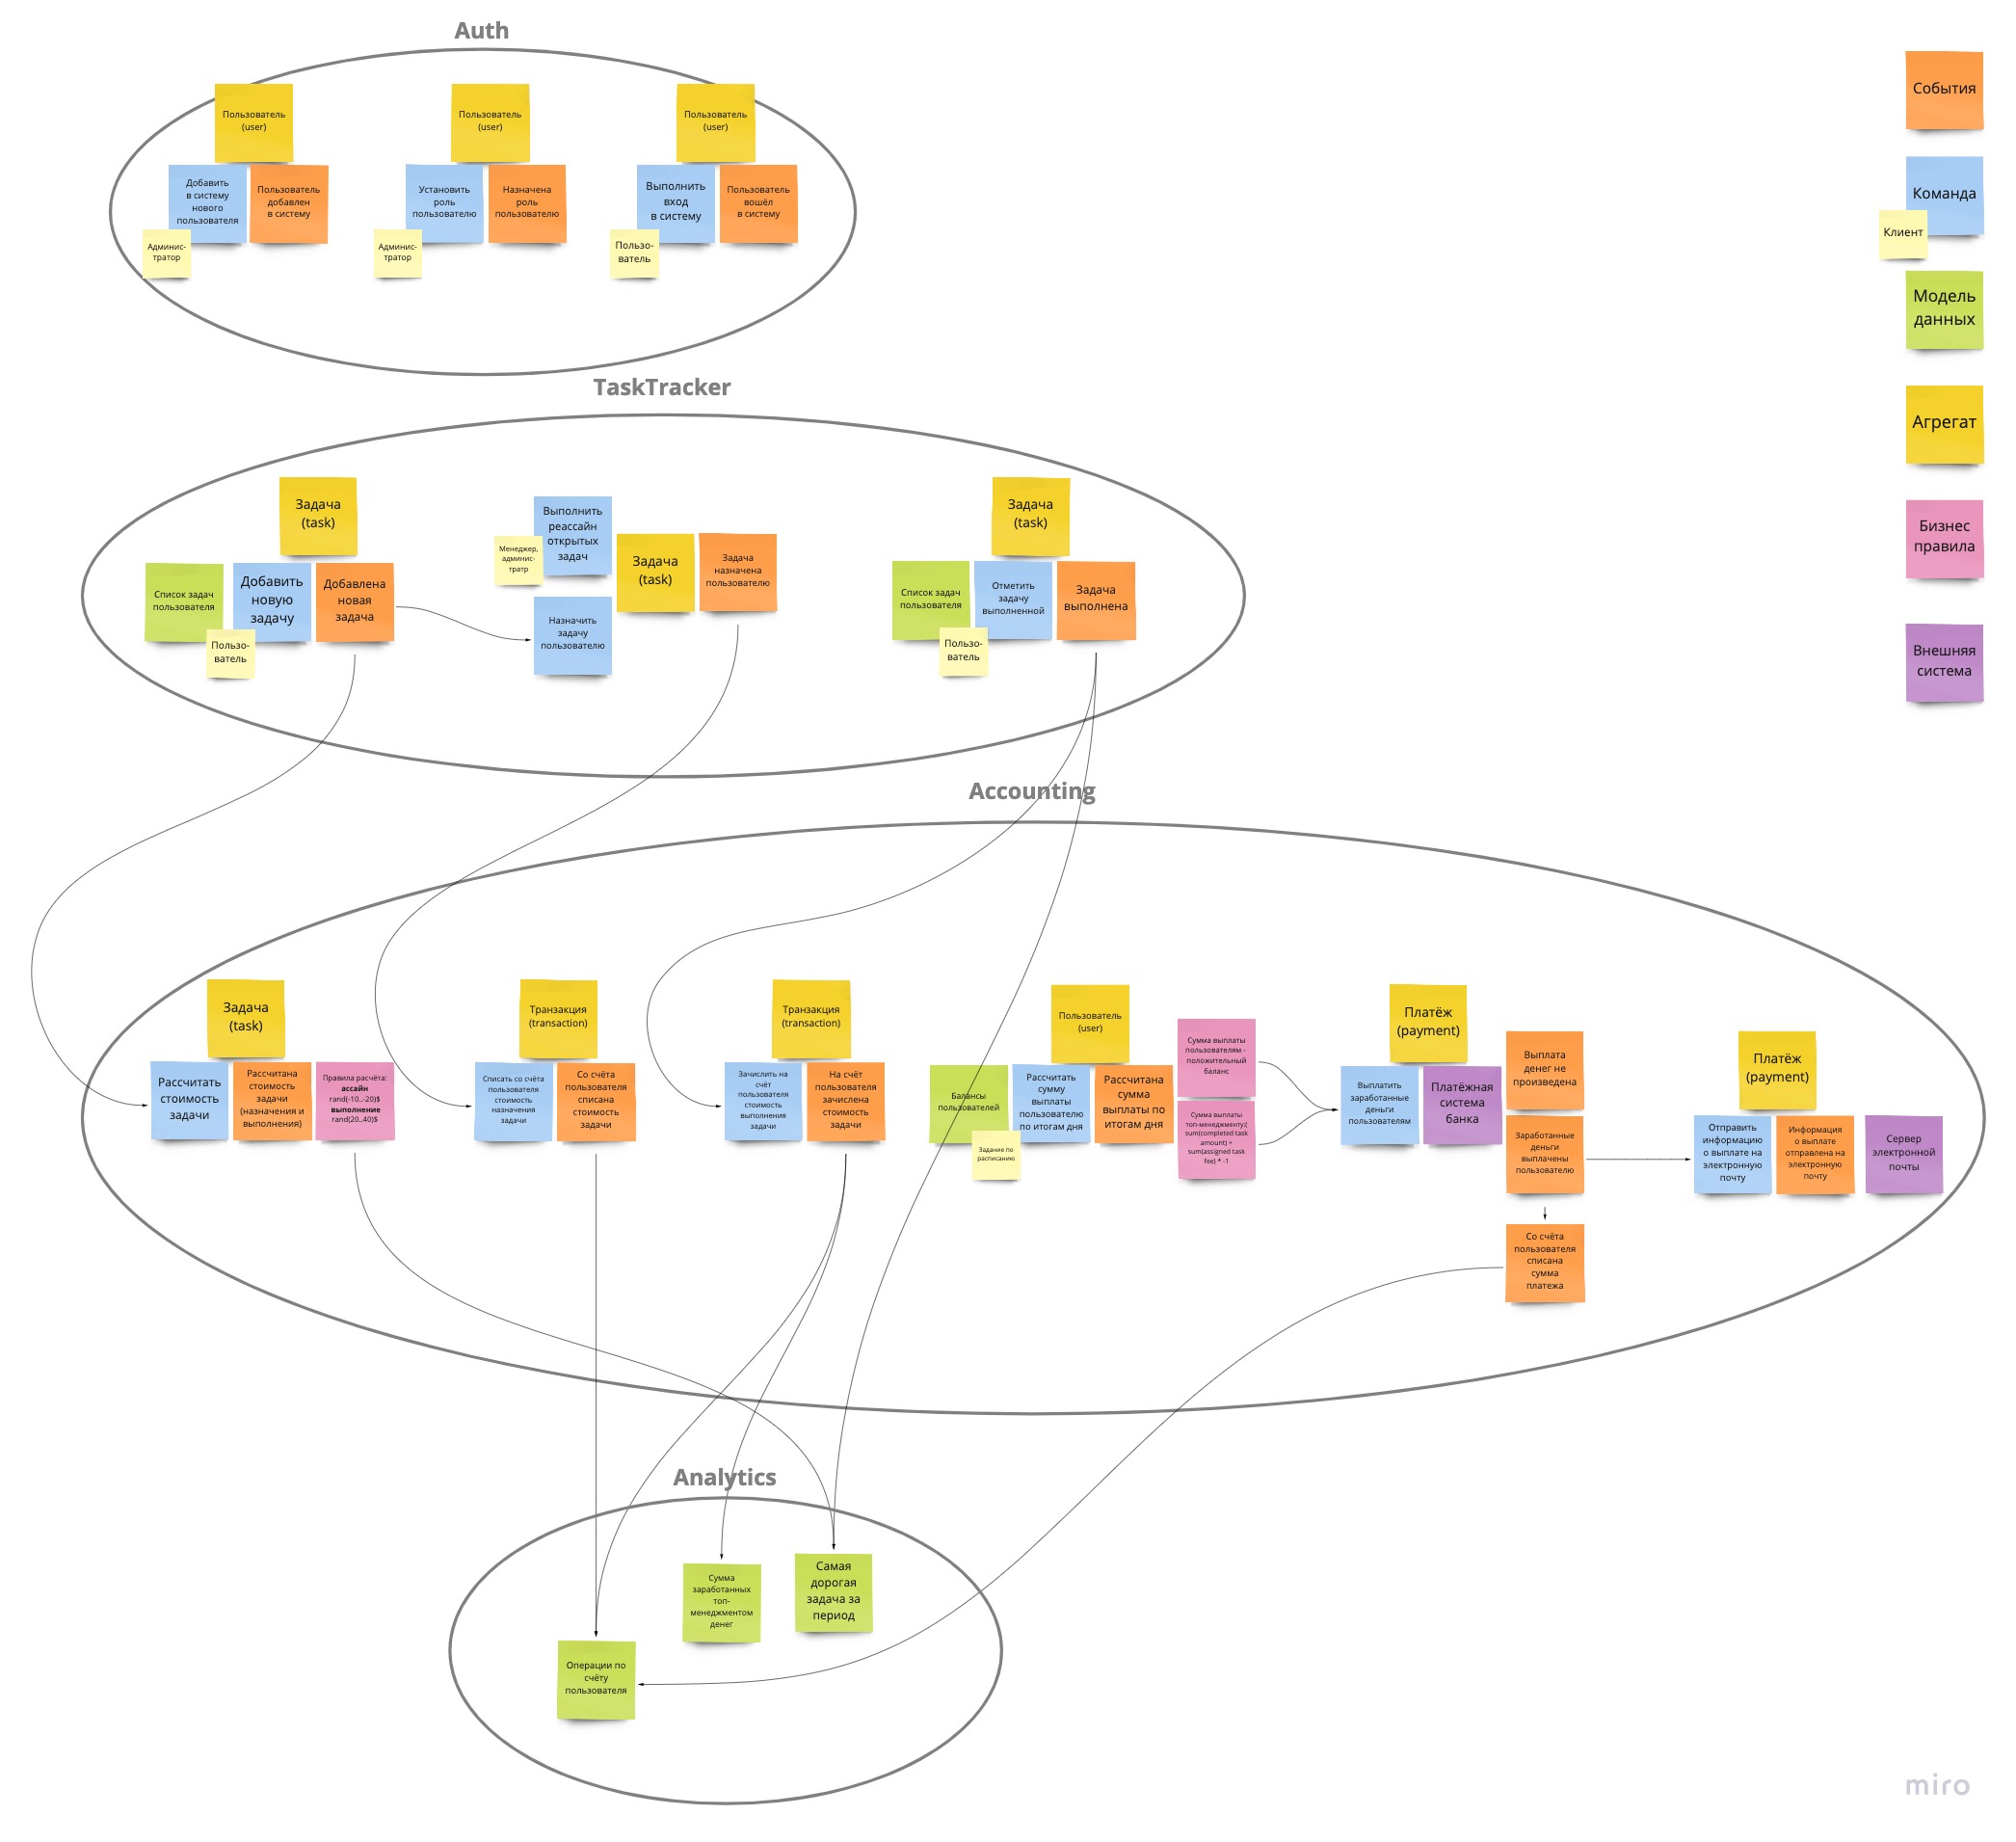 Auth
Пользователь
(user)
Добавить
в систему
нового
пользователя
Пользователь
добавлен
в систему
Админис-
тратор
Пользователь
(user)
Установить
роль
пользователю
Назначена
роль
пользователю
Админис-
тратор
Пользователь
(user)
Выполнить
вход
в систему
Пользователь
вошёл
в систему
Пользо-
ватель
События
Команда
Клиент
Модель
данных
Агрегат
Бизнес
правила
Внешняя
система
TaskTracker
Задача
(task)
Список задач
пользователя
Добавить
новую
задачу
Добавлена
новая
задача
Пользо-
ватель
Выполнить
реассайн
открытых
задач
Менеджер,
админис-
тратр
Задача
(task)
Задача
назначена
пользователю
Назначить
задачу
пользователю
Задача
(task)
Список задач
пользователя
Отметить
задачу
выполненной
Задача
выполнена
Пользо-
ватель
Accounting
Задача
(task)
Рассчитать
стоимость
задачи
Рассчитана
стоимость
задачи
(назначения и
выполнения)
Правила расчёта:
ассайн
rand(-10..-20)$
выполнение
rand(20..40)$
Транзакция
(transaction)
Списать со счёта
пользователя
стоимость
назначения
задачи
Со счёта
пользователя
списана
стоимость
задачи
Транзакция
(transaction)
Зачислить на
счёт
пользователя
стоимость
выполнения
задачи
На счёт
пользователя
зачислена
стоимость
задачи
Пользователь
(user)
Балансы
пользователей
Рассчитать
сумму
выплаты
пользователю
по итогам дня
Рассчитана
сумма
выплаты по
итогам дня
Задание по
расписанию
Сумма выплаты
пользователям -
положительный
баланс
Сумма выплаты
топ-менеджменту:(
sum(completed task
amount) +
sum(assigned task
fee) * -1
Платёж
(payment)
Выплатить
заработанные
деньги
пользователям
Платёжная
система
банка
Выплата
денег не
произведена
Заработанные
деньги
выплачены
пользователю
Со счёта
пользователя
списана
сумма
платежа
Платёж
(payment)
Отправить
информацию
о выплате на
электронную
почту
Информация
о выплате
отправлена на
электронную
почту
Сервер
электронной
почты
Analytics
Сумма
заработанных
топ-
менеджментом
денег
Самая
дорогая
задача за
период
Операции по
счёту
пользователя
miro